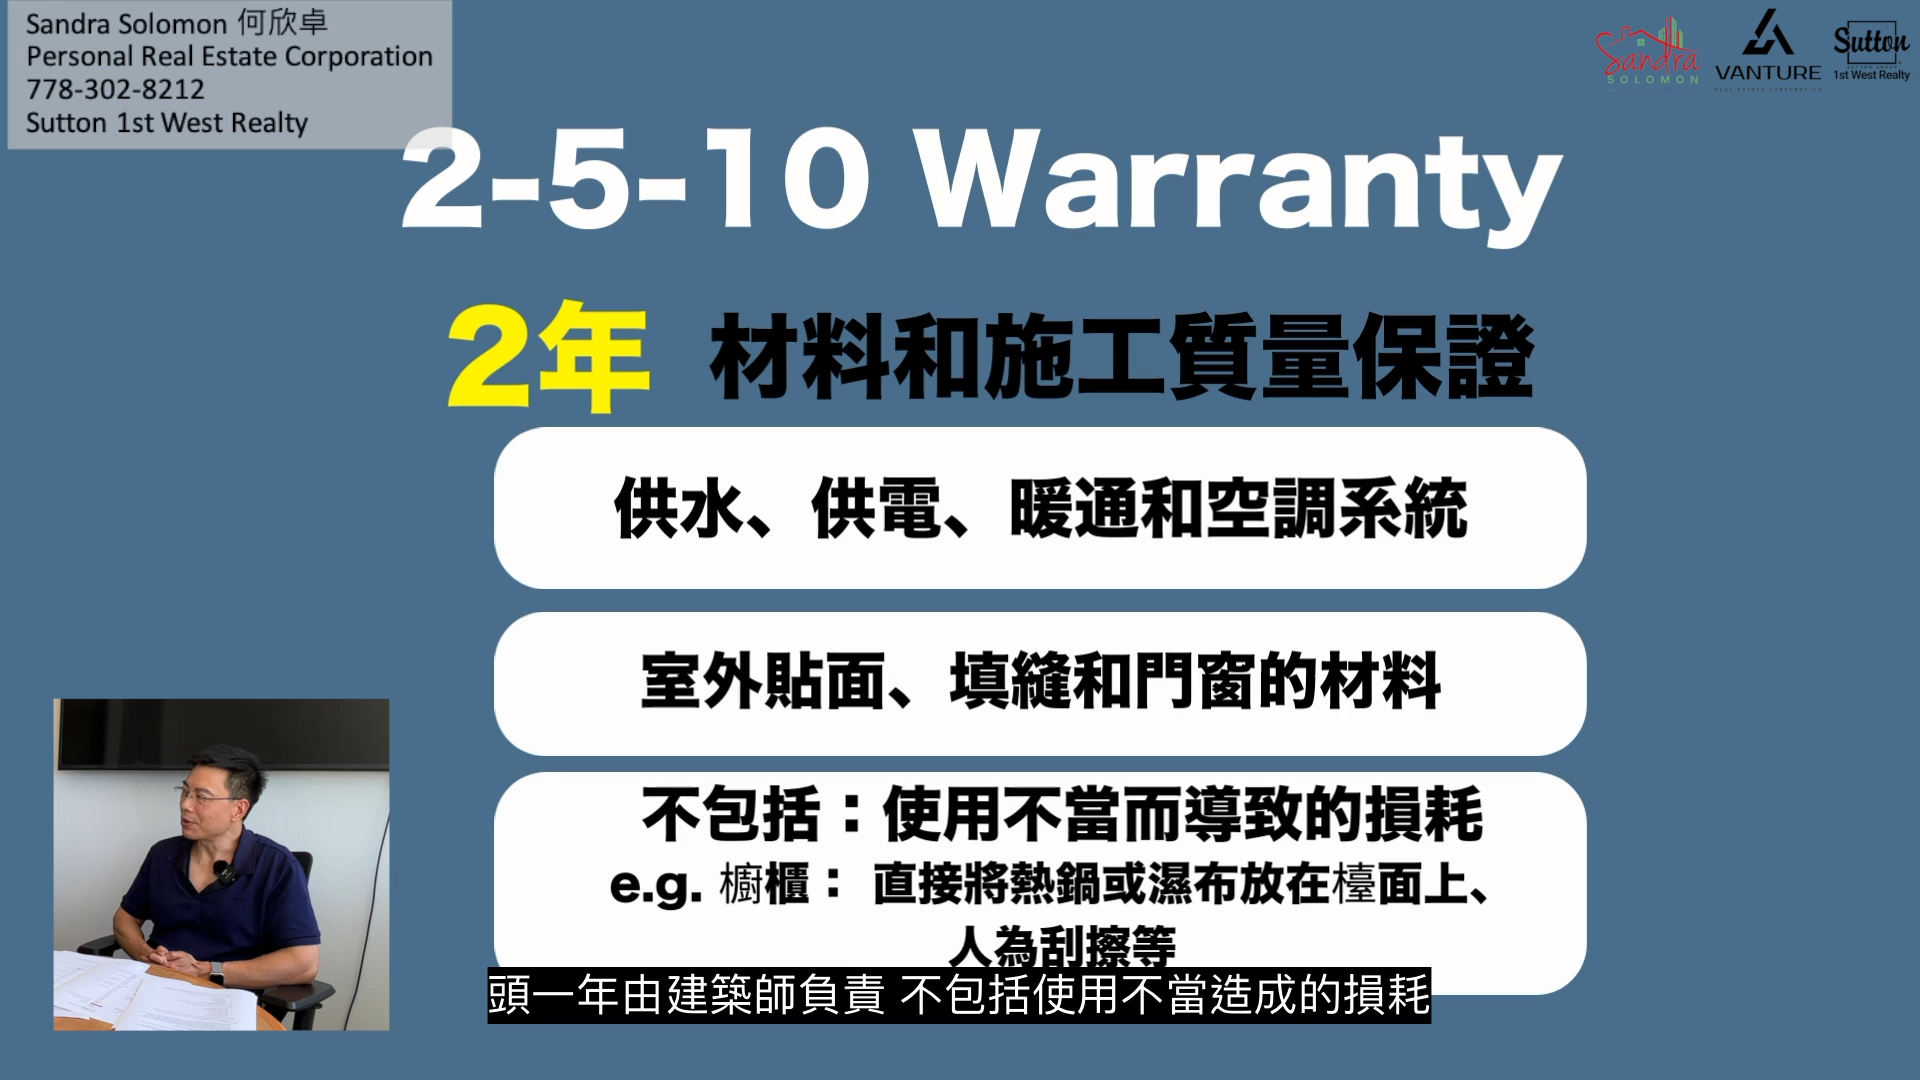 Sandra Solomon 何欣卓
Personal Real Estate Corporation
778-302-8212
Sutton 1st West Realty
Sandra
SOLOMON
VANTURE
REAL ESTATE CORPORATION
Sutton
1st West Realty
2-5-10 Warranty
2年 材料和施工質量保證
供水、供電、暖通和空調系統
室外貼面、填縫和門窗的材料
不包括：使用不當而導致的損耗
e.g. 櫥櫃： 直接將熱鍋或濕布放在檯面上、
人為刮擦等
頭一年由建築師負責 不包括使用不當造成的損耗